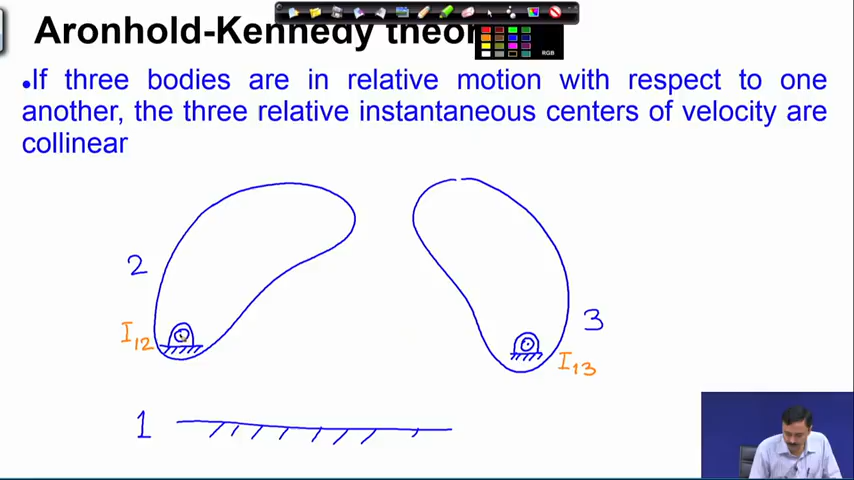 Aronhold-Kennedy theor
RGB
•If three bodies are in relative motion with respect to one
another, the three relative instantaneous centers of velocity are
collinear
2
I12
3
I13
1